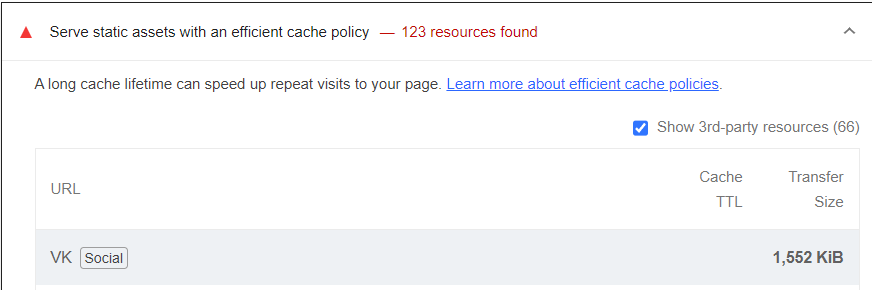 Serve static assets with an efficient cache policy — 123 resources found
A long cache lifetime can speed up repeat visits to your page. Learn more about efficient cache policies.
Show 3rd-party resources (66)
URL
Cache TTL
Transfer Size
VK Social
1,552 KiB